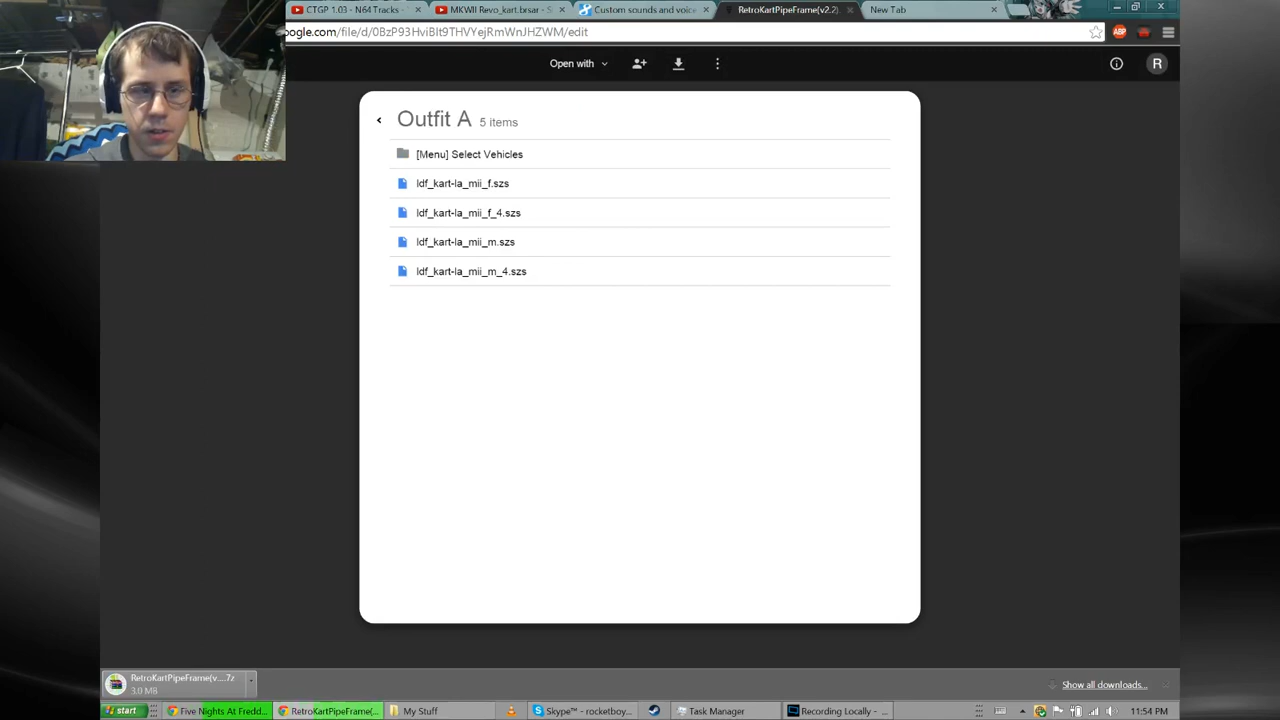 CTGP 1.03 - N64 Tracks -
MKWII Revo_kart.brsar - S
Custom sounds and voice
RetroKartPipeFrame(v2.2)
New Tab
oogle.com/file/d/0BzP93HviBIt9THVYejRmWnJHZWM/edit
ABP
Open with
R
Outfit A 5 items
[Menu] Select Vehicles
ldf_kart-la_mii_f.szs
ldf_kart-la_mii_f_4.szs
ldf_kart-la_mii_m.szs
ldf_kart-la_mii_m_4.szs
RetroKartPipeFrame(v....7z
3.0 MB
Show all downloads...
start
Five Nights At Fredd...
RetroKartPipeFrame(...
My Stuff
Skype™ - rocketboy...
Task Manager
Recording Locally - ...
11:54 PM